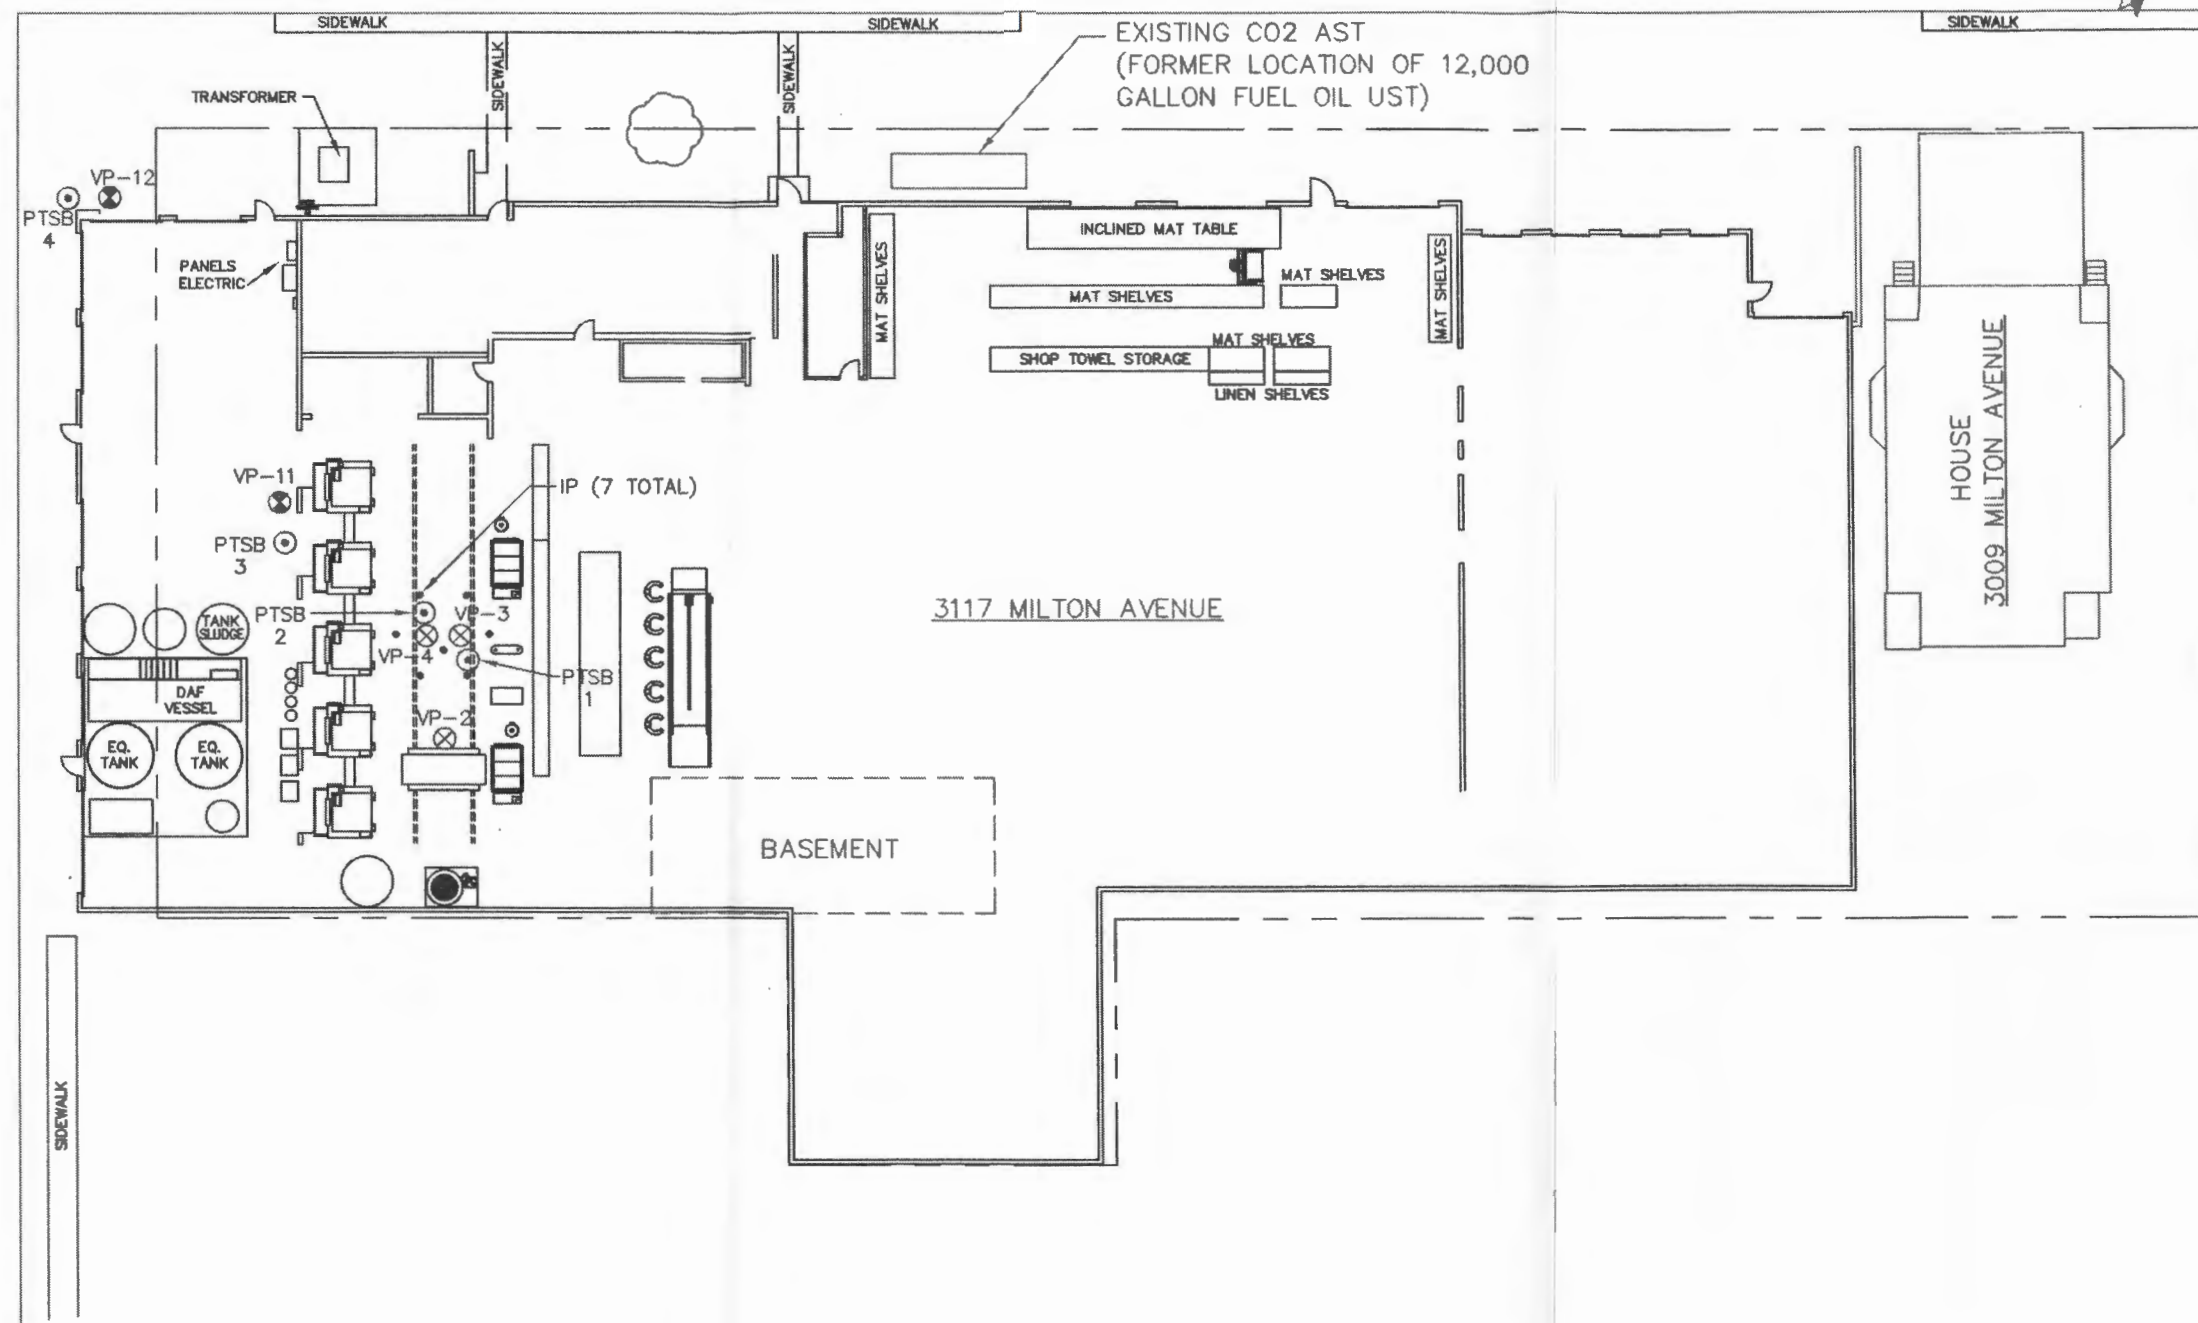 SIDEWALK
SIDEWALK
SIDEWALK
EXISTING CO2 AST
(FORMER LOCATION OF 12,000
GALLON FUEL OIL UST)
SIDEWALK
SIDEWALK
TRANSFORMER
VP-12
PTSB
4
PANELS
ELECTRIC
MAT SHELVES
INCLINED MAT TABLE
MAT SHELVES
MAT SHELVES
MAT SHELVES
MAT SHELVES
SHOP TOWEL STORAGE
LINEN SHELVES
HOUSE
3009 MILTON AVENUE
VP-11
IP (7 TOTAL)
PTSB
3
PTSB
2
VP-3
3117 MILTON AVENUE
TANK
SLUDGE
VP-4
PTSB
1
DAF
VESSEL
VP-2
EQ.
TANK
EQ.
TANK
BASEMENT
SIDEWALK